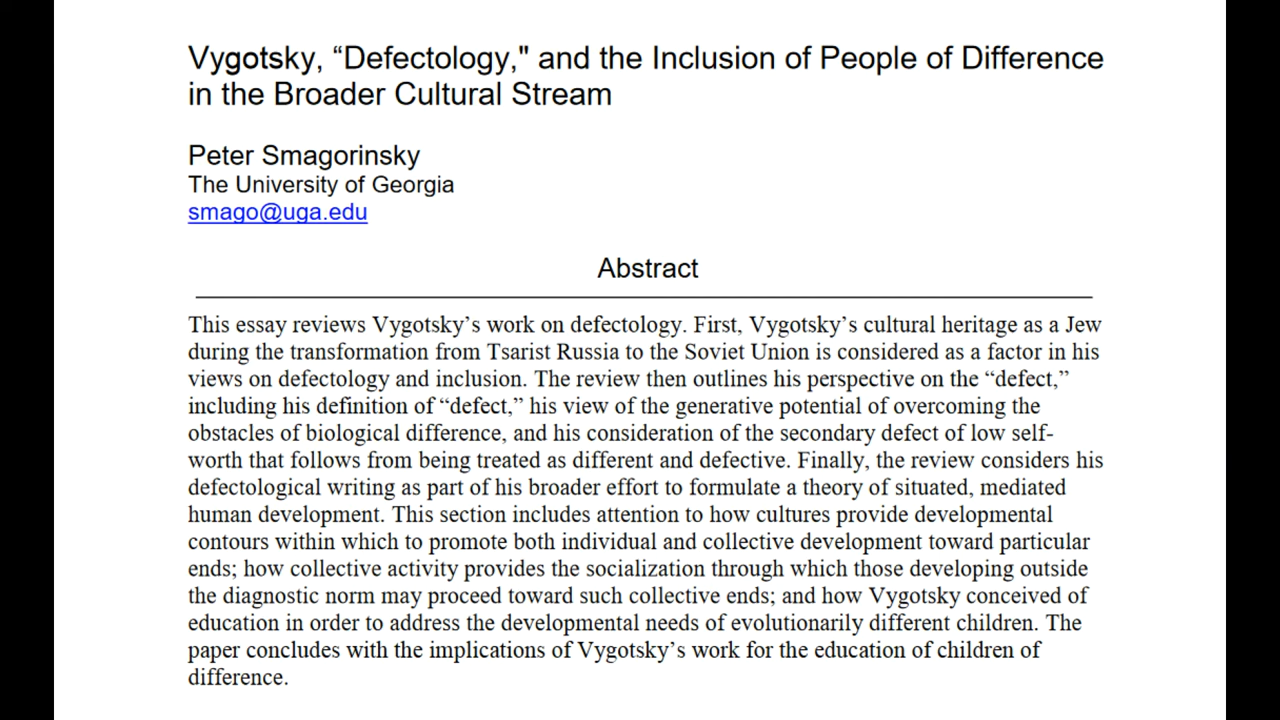 Vygotsky, “Defectology," and the Inclusion of People of Difference
in the Broader Cultural Stream
Peter Smagorinsky
The University of Georgia
smago@uga.edu
Abstract
This essay reviews Vygotsky’s work on defectology. First, Vygotsky’s cultural heritage as a Jew
during the transformation from Tsarist Russia to the Soviet Union is considered as a factor in his
views on defectology and inclusion. The review then outlines his perspective on the “defect,”
including his definition of “defect,” his view of the generative potential of overcoming the
obstacles of biological difference, and his consideration of the secondary defect of low self-
worth that follows from being treated as different and defective. Finally, the review considers his
defectological writing as part of his broader effort to formulate a theory of situated, mediated
human development. This section includes attention to how cultures provide developmental
contours within which to promote both individual and collective development toward particular
ends; how collective activity provides the socialization through which those developing outside
the diagnostic norm may proceed toward such collective ends; and how Vygotsky conceived of
education in order to address the developmental needs of evolutionarily different children. The
paper concludes with the implications of Vygotsky’s work for the education of children of
difference.